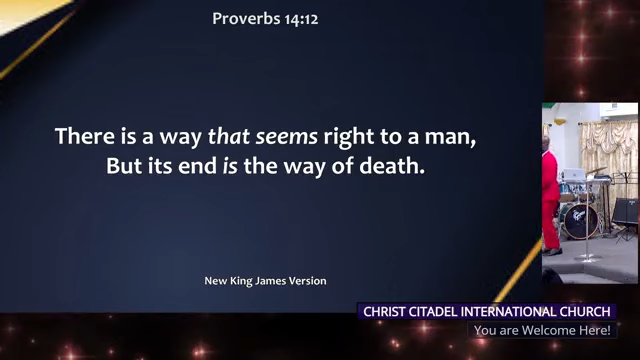 Proverbs 14:12
There is a way that seems right to a man,
But its end is the way of death.
New King James Version
CHRIST CITADEL INTERNATIONAL CHURCH
You are Welcome Here!